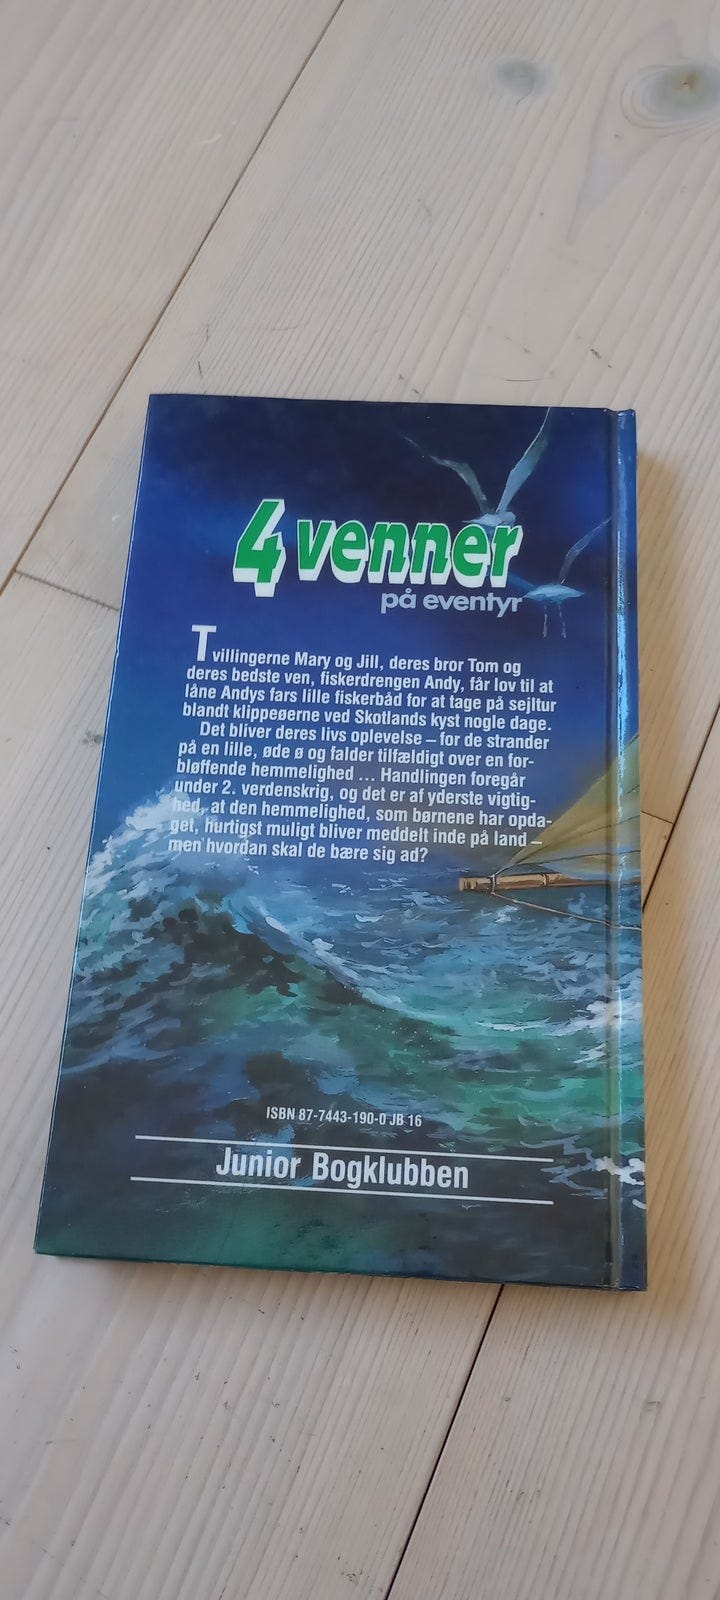 4 venner
på eventyr
Tvillingerne Mary og Jill, deres bror Tom og
deres bedste ven, fiskerdrengen Andy, får lov til at
låne Andys fars lille fiskerbåd for at tage på sejltur
blandt klippeøerne ved Skotlands kyst nogle dage.
Det bliver deres livs oplevelse – for de strander
på en lille, øde ø og falder tilfældigt over en for-
bløffende hemmelighed ... Handlingen foregår
under 2. verdenskrig, og det er af yderste vigtig-
hed, at den hemmelighed, som børnene har opda-
get, hurtigst muligt bliver meddelt inde på land –
men hvordan skal de bære sig ad?
ISBN 87-7443-190-0 JB 16
Junior Bogklubben